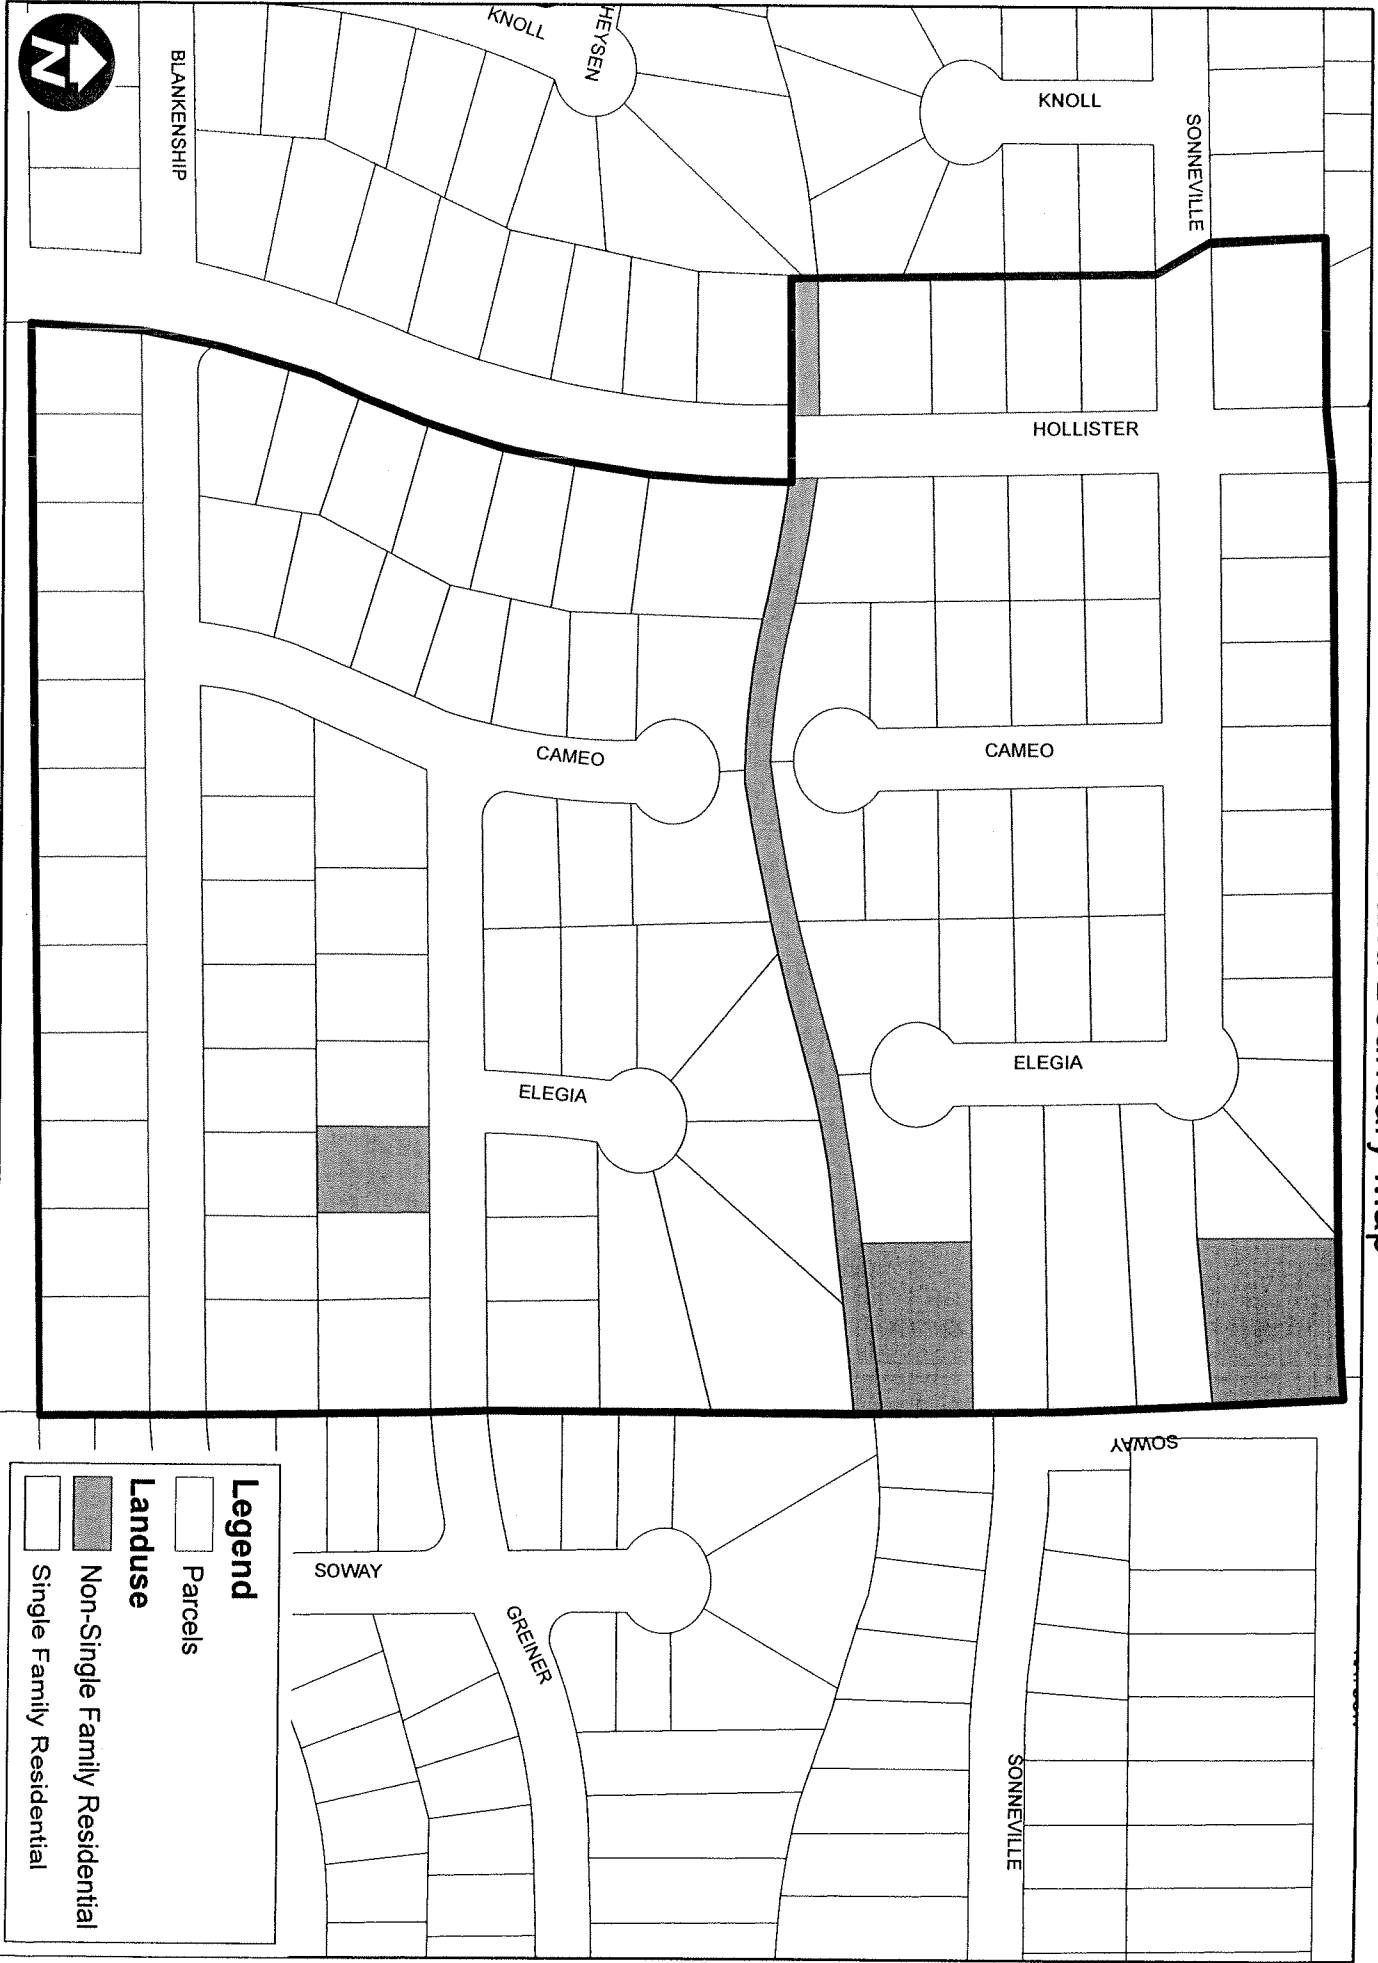 KNOLL
HEYSEN
KNOLL
BLANKENSHIP
SONNEVILLE
N
HOLLISTER
CAMEO
CAMEO
ELEGIA
ELEGIA
SOWAY
SOWAY
GREINER
SONNEVILLE
Legend
Parcels
Landuse
Non-Single Family Residential
Single Family Residential